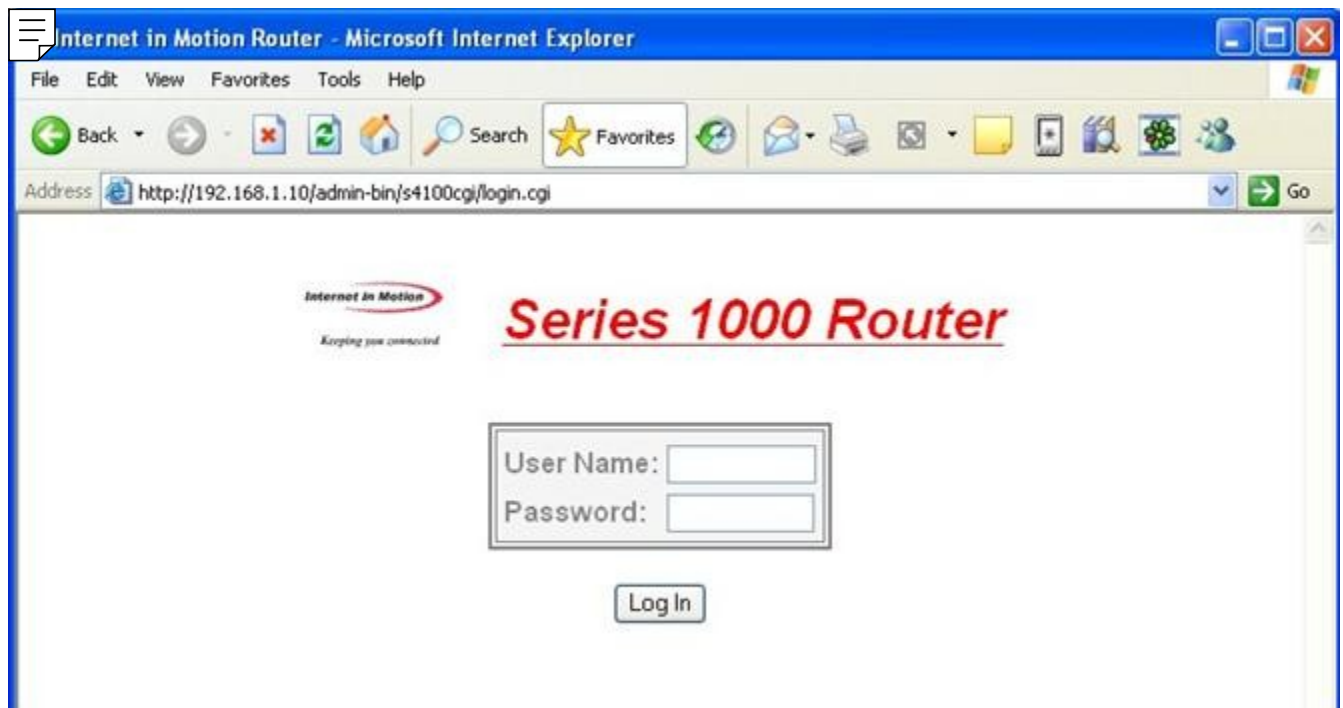 Internet in Motion Router - Microsoft Internet Explorer
File Edit View Favorites Tools Help
Back Search Favorites
Address http://192.168.1.10/admin-bin/s4100cgi/login.cgi Go
Internet in Motion
Keeping you connected
Series 1000 Router
User Name:
Password:
Log In